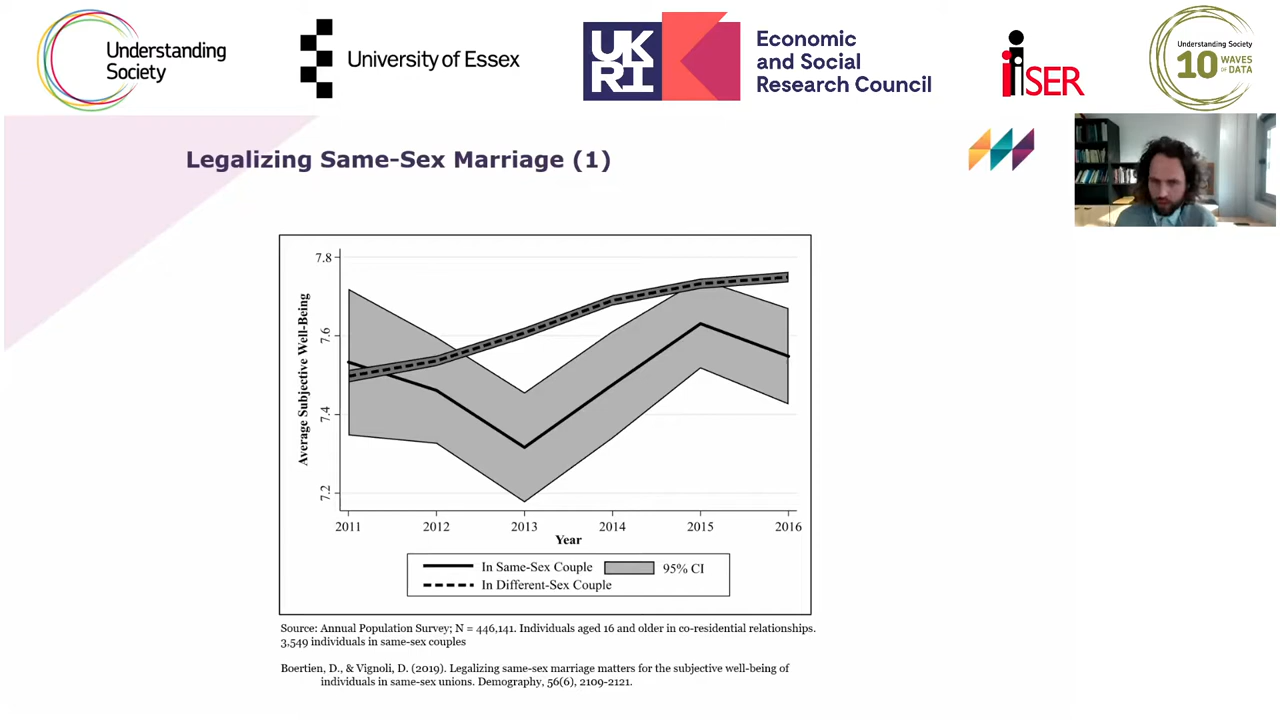 Understanding
Society
University of Essex
UK
RI
Economic
and Social
Research Council
iSER
Understanding Society
10 WAVES
OF DATA
Legalizing Same-Sex Marriage (1)
7.8
7.6
7.4
7.2
Average Subjective Well-Being
2011 2012 2013 2014 2015 2016
Year
In Same-Sex Couple 95% CI
In Different-Sex Couple
Source: Annual Population Survey; N = 446,141. Individuals aged 16 and older in co-residential relationships.
3,549 individuals in same-sex couples
Boertien, D., & Vignoli, D. (2019). Legalizing same-sex marriage matters for the subjective well-being of
individuals in same-sex unions. Demography, 56(6), 2109-2121.